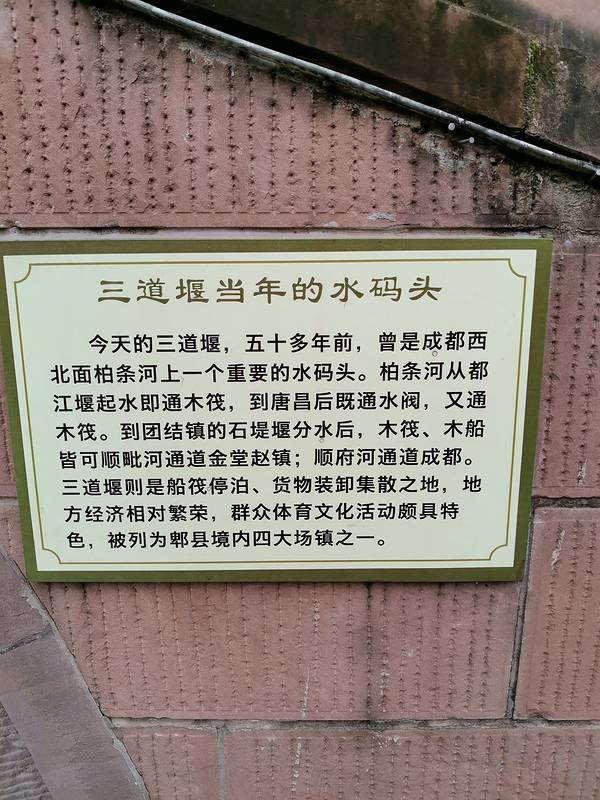 三道堰当年的水码头
今天的三道堰，五十多年前，曾是成都西
北面柏条河上一个重要的水码头。柏条河从都
江堰起水即通木筏，到唐昌后既通水阀，又通
木筏。到团结镇的石堤堰分水后，木筏、木船
皆可顺毗河通道金堂赵镇；顺府河通道成都。
三道堰则是船筏停泊、货物装卸集散之地，地
方经济相对繁荣，群众体育文化活动颇具特
色，被列为郫县境内四大场镇之一。